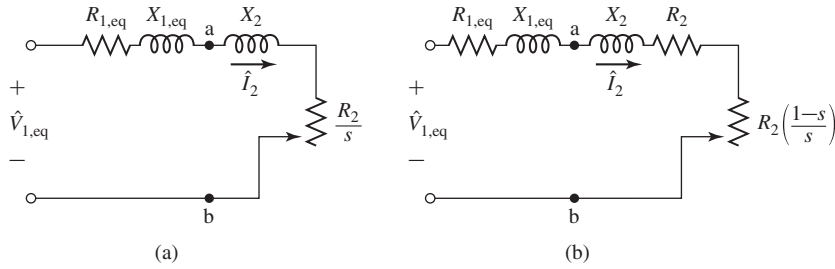 R1,eq X1,eq a X2
Î2
+
V̂1,eq
−
R2/s
b
(a)
R1,eq X1,eq a X2 R2
Î2
+
V̂1,eq
−
R2(1−s/s)
b
(b)